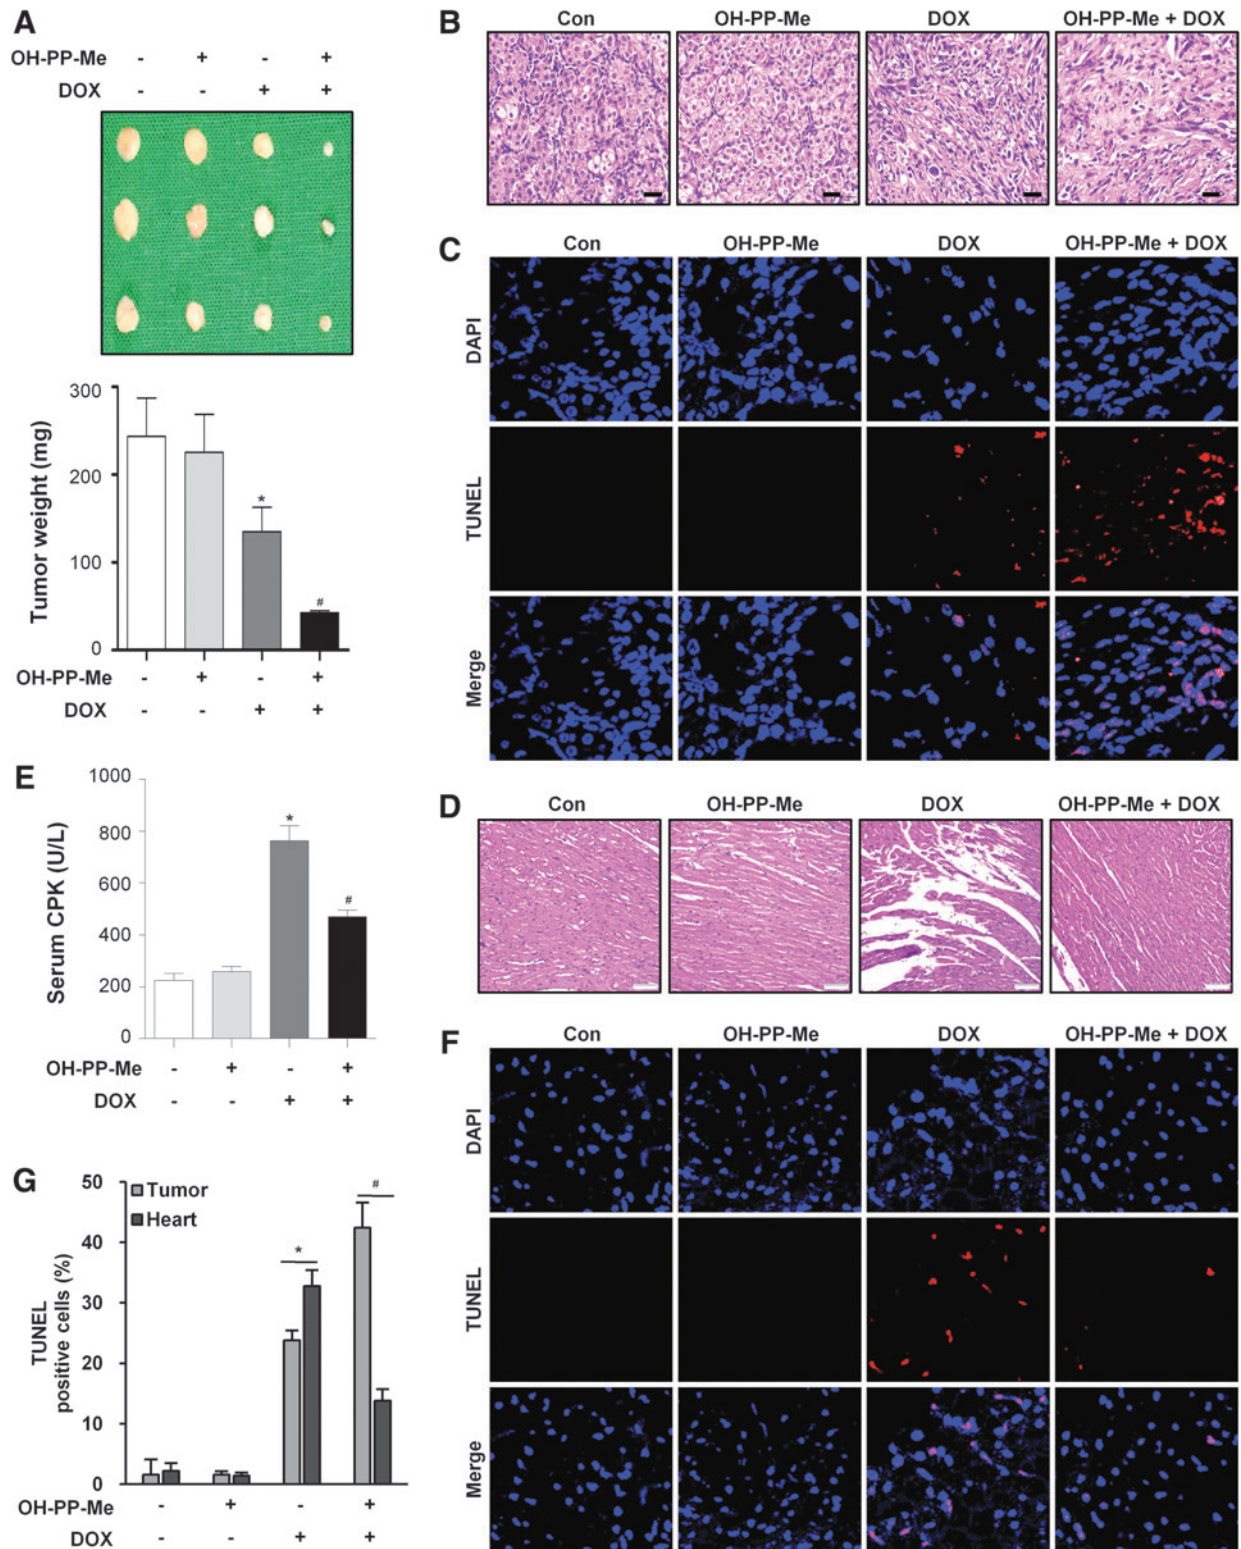 A
OH-PP-Me - + - +
DOX - - + +
300
200
100
0
Tumor weight (mg)
*
#
OH-PP-Me - + - +
DOX - - + +
B
Con OH-PP-Me DOX OH-PP-Me + DOX
C
Con OH-PP-Me DOX OH-PP-Me + DOX
DAPI
TUNEL
Merge
E
1000
800
600
400
200
0
Serum CPK (U/L)
*
#
OH-PP-Me - + - +
DOX - - + +
D
Con OH-PP-Me DOX OH-PP-Me + DOX
F
Con OH-PP-Me DOX OH-PP-Me + DOX
DAPI
TUNEL
Merge
G
50
40
30
20
10
0
TUNEL
positive cells (%)
Tumor
Heart
*
#
OH-PP-Me - + - +
DOX - - + +